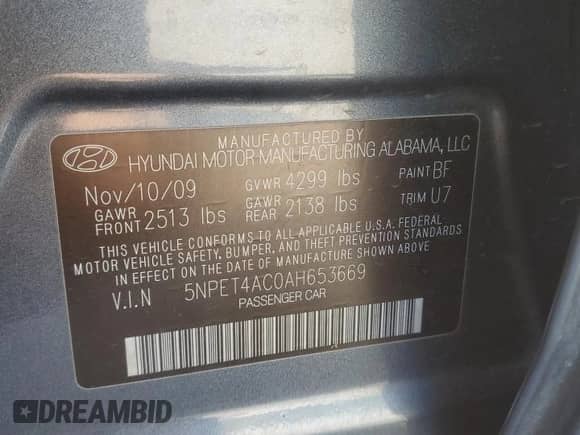 MANUFACTURED BY
HYUNDAI MOTOR MANUFACTURING ALABAMA, LLC
Nov/10/09 GVWR 4299 lbs PAINT BF
GAWR FRONT 2513 lbs GAWR REAR 2138 lbs TRIM U7
THIS VEHICLE CONFORMS TO ALL APPLICABLE U.S.A. FEDERAL
MOTOR VEHICLE SAFETY, BUMPER, AND THEFT PREVENTION STANDARDS
IN EFFECT ON THE DATE OF MANUFACTURE SHOWN ABOVE.
V.I.N 5NPET4AC0AH653669
PASSENGER CAR
DREAMBID